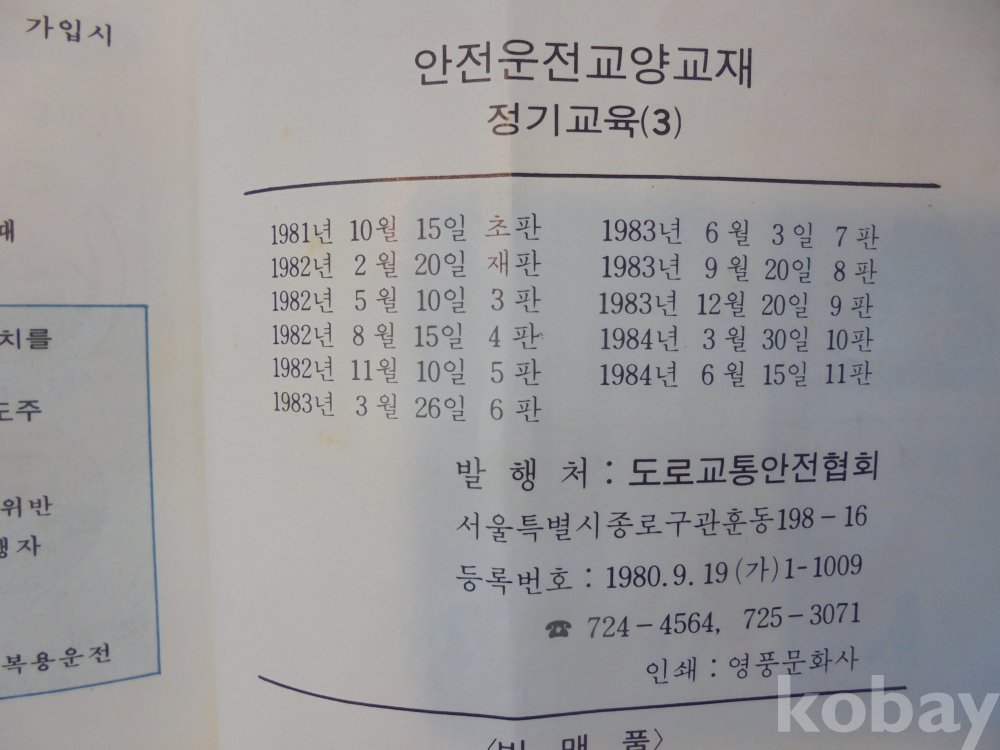 가입시
치를
도주
위반
행자
복용운전
안전운전교양교재
정기교육(3)
1981년 10월 15일 초판
1982년 2월 20일 재판
1982년 5월 10일 3판
1982년 8월 15일 4판
1982년 11월 10일 5판
1983년 3월 26일 6판
1983년 6월 3일 7판
1983년 9월 20일 8판
1983년 12월 20일 9판
1984년 3월 30일 10판
1984년 6월 15일 11판
발행처 : 도로교통안전협회
서울특별시종로구관훈동198-16
등록번호 : 1980.9.19(가)1-1009
☎ 724-4564, 725-3071
인쇄 : 영풍문화사
〈비매품〉
kobay